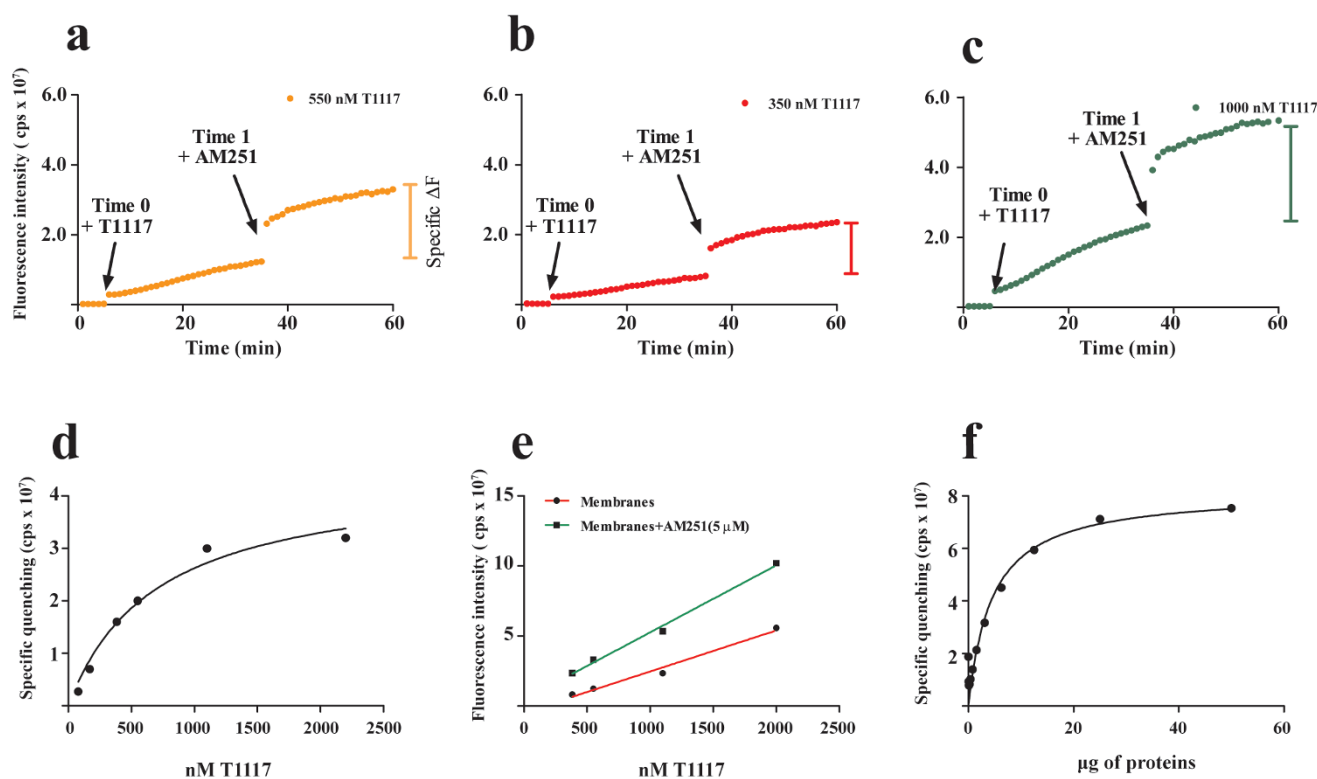 a
Fluorescence intensity ( cps x 10⁷)
6.0
4.0
2.0
0
0
20
40
60
Time (min)
550 nM T1117
Time 1
+ AM251
Time 0
+ T1117
Specific ΔF
b
6.0
4.0
2.0
0
0
20
40
60
Time (min)
350 nM T1117
Time 1
+ AM251
Time 0
+ T1117
c
6.0
4.0
2.0
0
0
20
40
60
Time (min)
1000 nM T1117
Time 1
+ AM251
Time 0
+ T1117
d
Specific quenching (cps x 10⁷)
4
3
2
1
0
500
1000
1500
2000
2500
nM T1117
e
Fluorescence intensity ( cps x 10⁷)
15
10
5
0
500
1000
1500
2000
2500
nM T1117
Membranes
Membranes+AM251(5 μM)
f
Specific quenching (cps x 10⁷)
8
6
4
2
0
20
40
60
μg of proteins